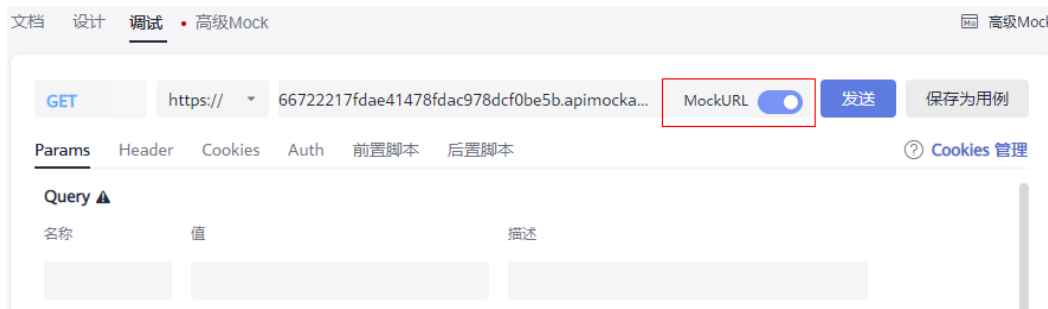 文档 设计 调试 • 高级Mock Mo 高级Mock
GET https:// 66722217fdae41478fdac978dcf0be5b.apimocka... MockURL 发送 保存为用例
Params Header Cookies Auth 前置脚本 后置脚本 ? Cookies 管理
Query
名称 值 描述